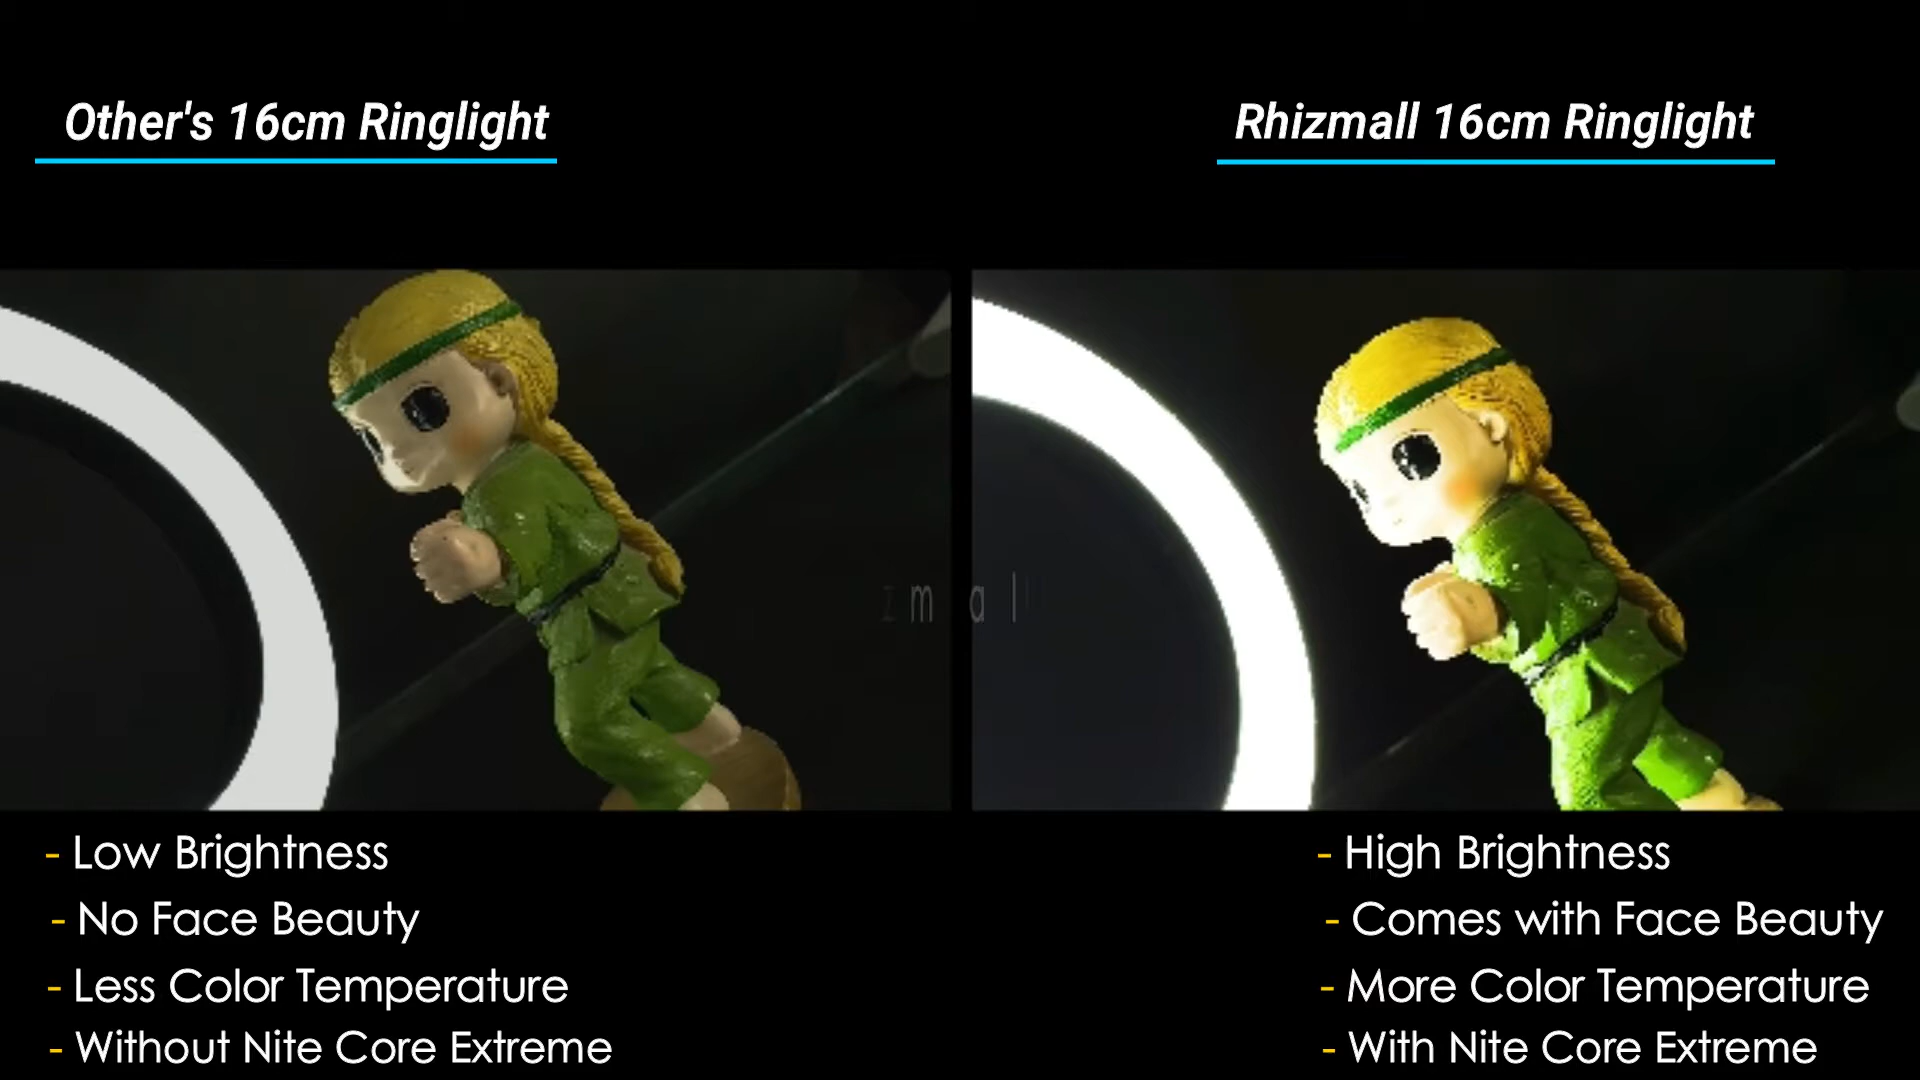 Other's 16cm Ringlight
Rhizmall 16cm Ringlight
z m a l
- Low Brightness
- No Face Beauty
- Less Color Temperature
- Without Nite Core Extreme
- High Brightness
- Comes with Face Beauty
- More Color Temperature
- With Nite Core Extreme